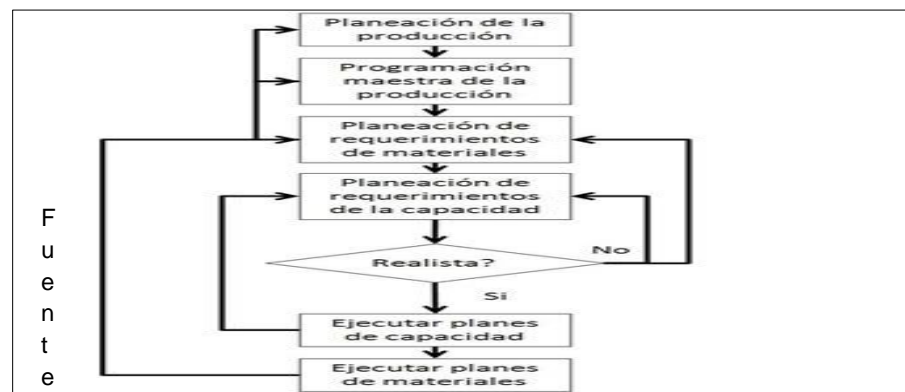 Planeación de la
producción
Programación
maestra de la
producción
Planeación de
requerimientos
de materiales
Planeación de
requerimientos
de la capacidad
Realista?
No
Si
Ejecutar planes
de capacidad
Ejecutar planes
de materiales
F
u
e
n
t
e